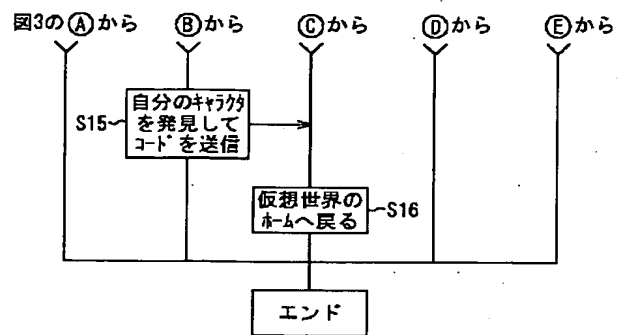 図3の Ⓐから Ⓑから Ⓒから Ⓓから Ⓔから
S15
自分のｷｬﾗｸﾀ
を発見して
ｺｰﾄﾞを送信
仮想世界の
ﾎｰﾑへ戻る
S16
エンド